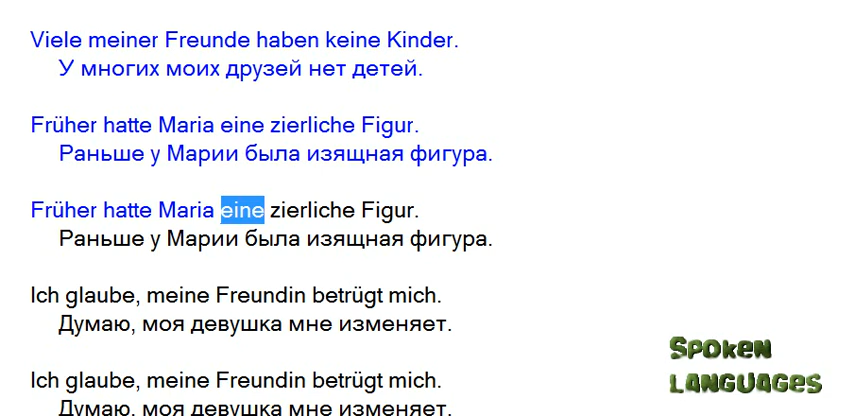 Viele meiner Freunde haben keine Kinder.
У многих моих друзей нет детей.
Früher hatte Maria eine zierliche Figur.
Раньше у Марии была изящная фигура.
Früher hatte Maria eine zierliche Figur.
Раньше у Марии была изящная фигура.
Ich glaube, meine Freundin betrügt mich.
Думаю, моя девушка мне изменяет.
Ich glaube, meine Freundin betrügt mich.
Думаю, моя девушка мне изменяет.
Spoken
Languages